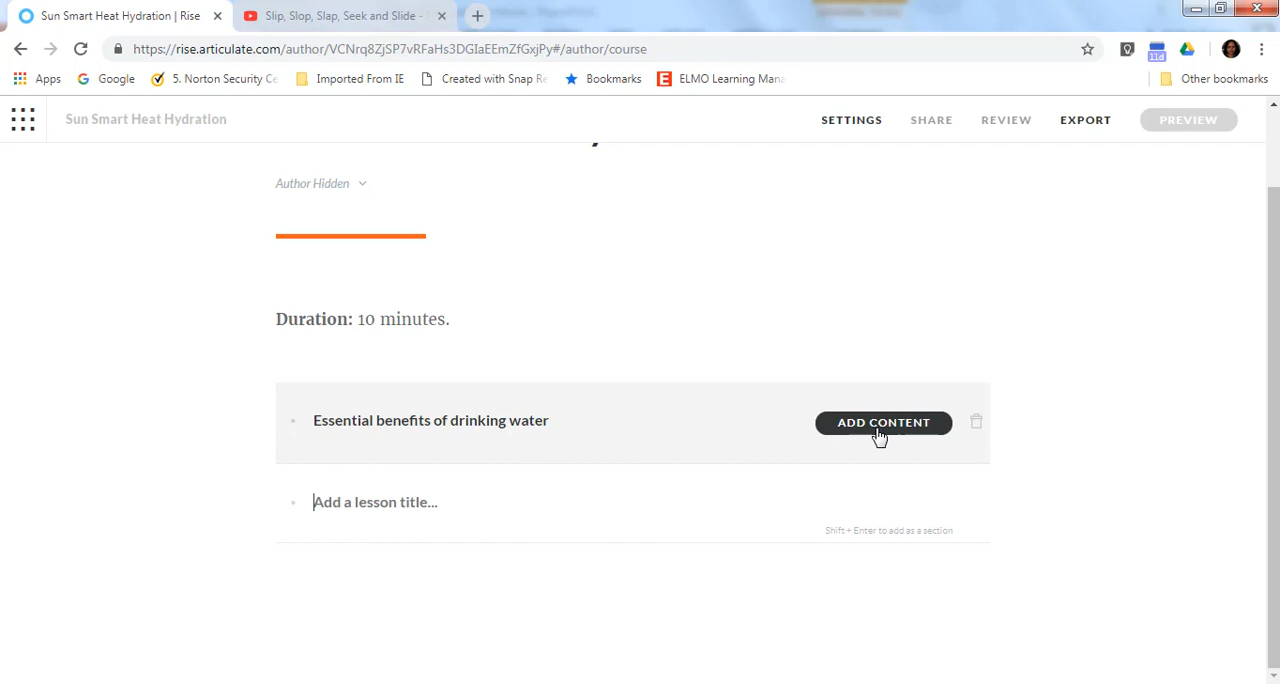 Sun Smart Heat Hydration | Rise
Slip, Slop, Slap, Seek and Slide -
https://rise.articulate.com/author/VCNrq8ZjSP7vRFaHs3DGIaEEmZfGxjPy#/author/course
Apps
Google
5. Norton Security Ce
Imported From IE
Created with Snap Re
Bookmarks
ELMO Learning Mana
Other bookmarks
11d
Sun Smart Heat Hydration
SETTINGS
SHARE
REVIEW
EXPORT
PREVIEW
Author Hidden
Duration: 10 minutes.
Essential benefits of drinking water
ADD CONTENT
Add a lesson title...
Shift + Enter to add as a section